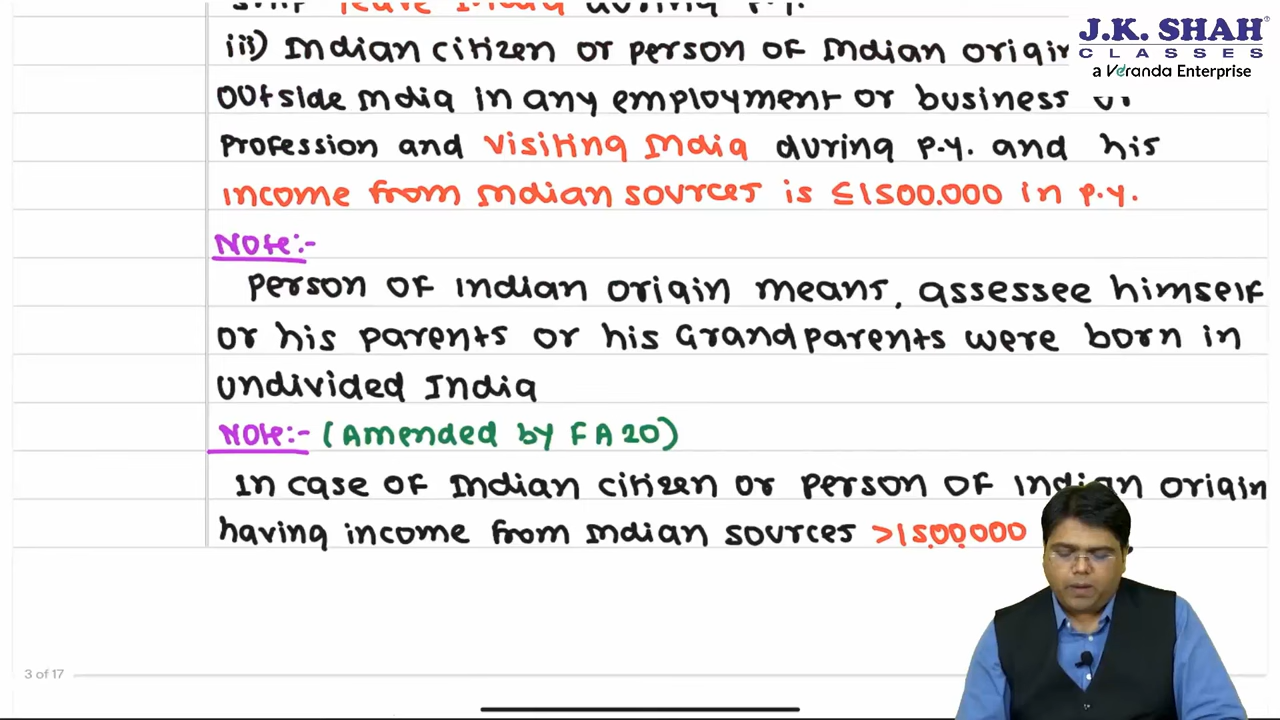 leave India during p.y.
iii) Indian citizen or person of Indian origin
J.K. SHAH
CLASSES
a Veranda Enterprise
outside India in any employment or business or
Profession and visiting India during p.y. and his
income from Indian sources is ≤1500.000 in p.y.
Note:-
Person of Indian origin means, assessee himself
or his parents or his Grandparents were born in
undivided India
Note:- (Amended by FA20)
In case of Indian citizen or person of Indian origin
having income from Indian sources >1500000
3 of 17